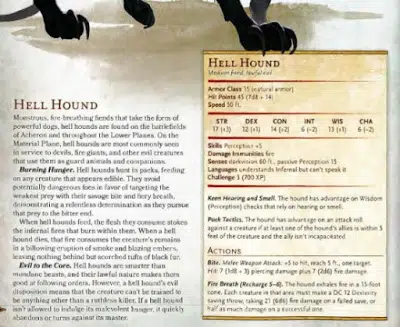 HELL HOUND
Monstrous, fire-breathing fiends that take the form of
powerful dogs, hell hounds are found on the battlefields
of Acheron and throughout the Lower Planes. On the
Material Plane, hell hounds are most commonly seen
in service to devils, fire giants, and other evil creatures
that use them as guard animals and companions.
Burning Hunger. Hell hounds hunt in packs, feeding
on any creature that appears edible. They avoid
potentially dangerous foes in favor of targeting the
weakest prey with their savage bite and fiery breath,
demonstrating a relentless determination as they pursue
that prey to the bitter end.
When hell hounds feed, the flesh they consume stokes
the infernal fires that burn within them. When a hell
hound dies, that fire consumes the creature's remains
in a billowing eruption of smoke and blazing embers,
leaving nothing behind but scorched tufts of black fur.
Evil to the Core. Hell hounds are smarter than
mundane beasts, and their lawful nature makes them
good at following orders. However, a hell hound's evil
disposition means that the creature can't be trained to
be anything other than a ruthless killer. If a hell hound
isn't allowed to indulge its malevolent hunger, it quickly
abandons or turns against its master.
HELL HOUND
Medium fiend, lawful evil
Armor Class 15 (natural armor)
Hit Points 45 (7d8 + 14)
Speed 50 ft.
STR DEX CON INT WIS CHA
17 (+3) 12 (+1) 14 (+2) 6 (−2) 13 (+1) 6 (−2)
Skills Perception +5
Damage Immunities fire
Senses darkvision 60 ft., passive Perception 15
Languages understands Infernal but can't speak it
Challenge 3 (700 XP)
Keen Hearing and Smell. The hound has advantage on Wisdom
(Perception) checks that rely on hearing or smell.
Pack Tactics. The hound has advantage on an attack roll
against a creature if at least one of the hound's allies is within 5
feet of the creature and the ally isn't incapacitated.
ACTIONS
Bite. Melee Weapon Attack: +5 to hit, reach 5 ft., one target.
Hit: 7 (1d8 + 3) piercing damage plus 7 (2d6) fire damage.
Fire Breath (Recharge 5–6). The hound exhales fire in a 15-foot
cone. Each creature in that area must make a DC 12 Dexterity
saving throw, taking 21 (6d6) fire damage on a failed save, or
half as much damage on a successful one.